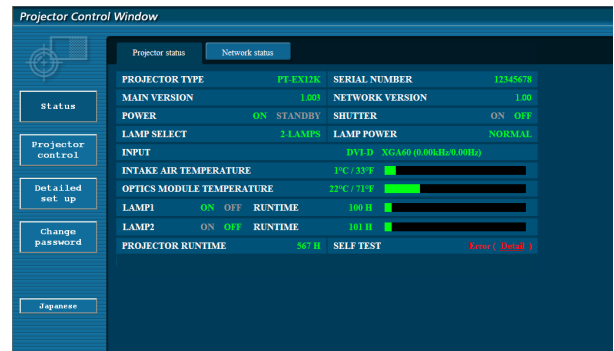 Projector Control Window
Projector status Network status
PROJECTOR TYPE PT-EX12K SERIAL NUMBER 12345678
MAIN VERSION 1.003 NETWORK VERSION 1.00
POWER ON STANDBY SHUTTER ON OFF
LAMP SELECT 2-LAMPS LAMP POWER NORMAL
INPUT DVI-D XGA60 (0.00kHz/0.00Hz)
INTAKE AIR TEMPERATURE 1°C / 33°F
OPTICS MODULE TEMPERATURE 22°C / 71°F
LAMP1 ON OFF RUNTIME 100 H
LAMP2 ON OFF RUNTIME 101 H
PROJECTOR RUNTIME 567 H SELF TEST Error ( Detail )
Status
Projector
control
Detailed
set up
Change
password
Japanese